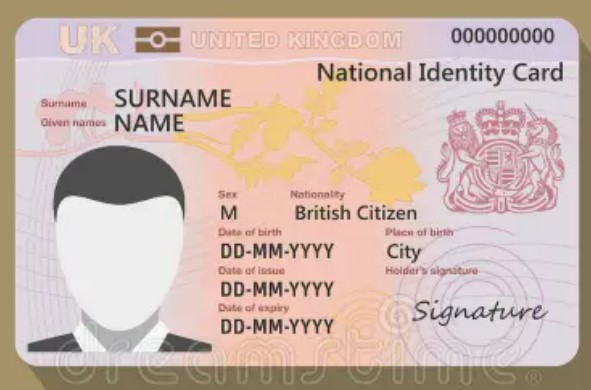 UK UNITED KINGDOM 000000000
National Identity Card
Surname SURNAME
Given names NAME
Sex Nationality
M British Citizen
Date of birth Place of birth
DD-MM-YYYY City
Date of issue Holder's signature
DD-MM-YYYY
Signature
Date of expiry
DD-MM-YYYY
dreamstime®